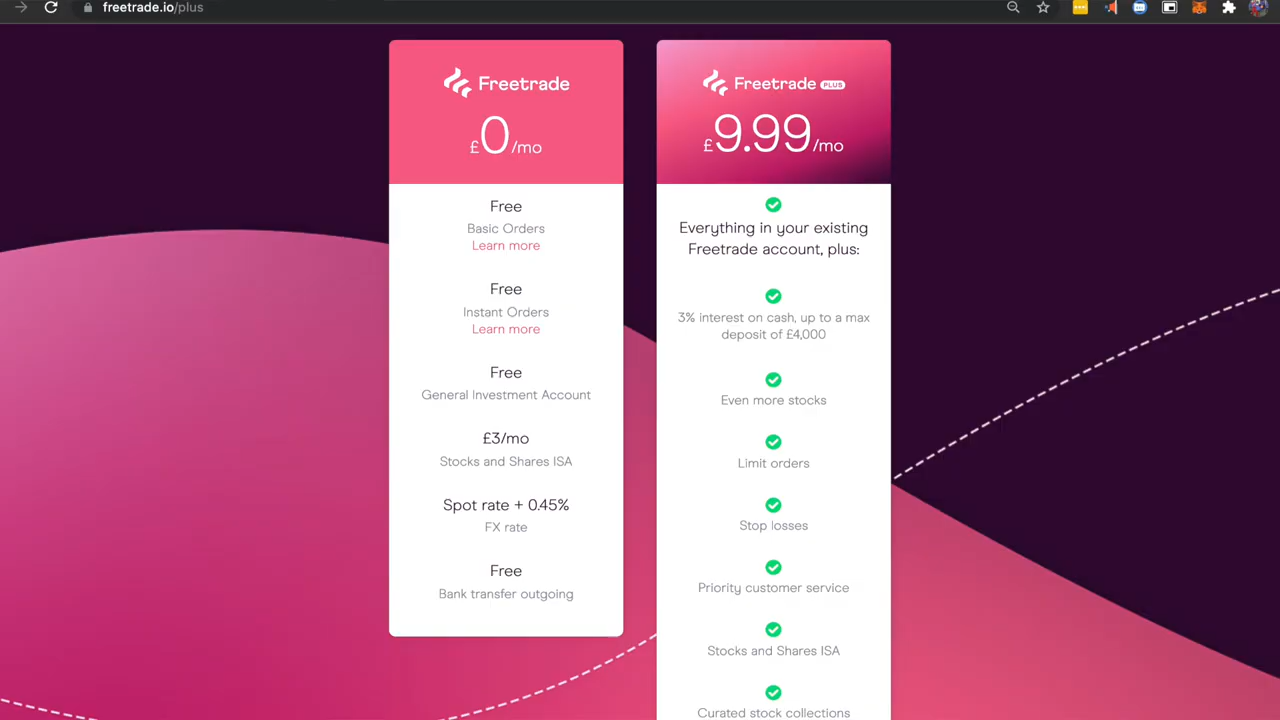 freetrade.io/plus
Freetrade
£0/mo
Free
Basic Orders
Learn more
Free
Instant Orders
Learn more
Free
General Investment Account
£3/mo
Stocks and Shares ISA
Spot rate + 0.45%
FX rate
Free
Bank transfer outgoing
Freetrade PLUS
£9.99/mo
Everything in your existing
Freetrade account, plus:
3% interest on cash, up to a max
deposit of £4,000
Even more stocks
Limit orders
Stop losses
Priority customer service
Stocks and Shares ISA
Curated stock collections